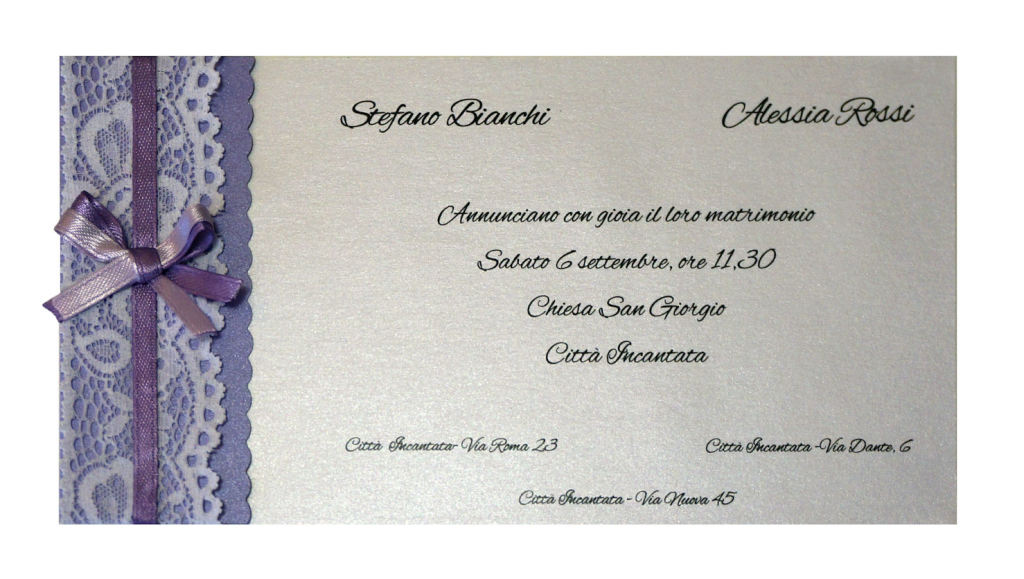 Stefano Bianchi Alessia Rossi
Annunciano con gioia il loro matrimonio
Sabato 6 settembre, ore 11,30
Chiesa San Giorgio
Città Incantata
Città Incantata- Via Roma 23 Città Incantata -Via Dante, 6
Città Incantata - Via Nuova 45